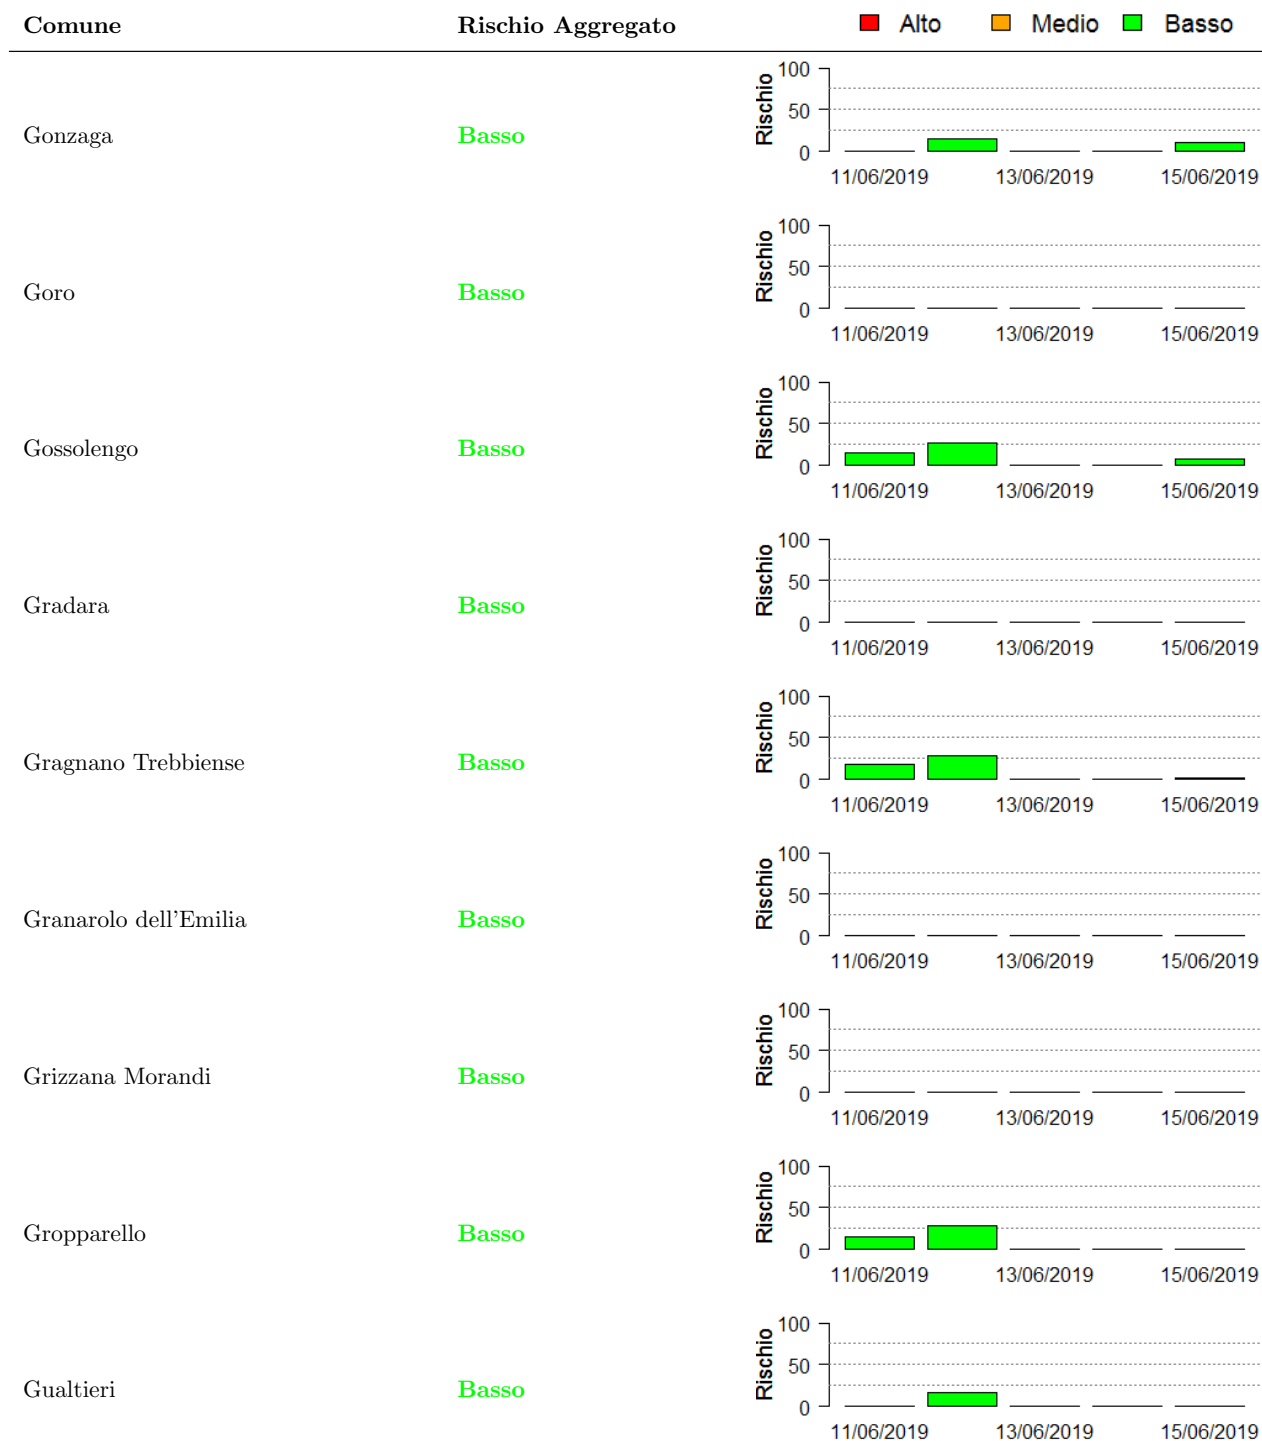 Comune Rischio Aggregato Alto Medio Basso
100
50
0
Rischio
Gonzaga Basso
11/06/2019 13/06/2019 15/06/2019
100
50
0
Rischio
Goro Basso
11/06/2019 13/06/2019 15/06/2019
100
50
0
Rischio
Gossolengo Basso
11/06/2019 13/06/2019 15/06/2019
100
50
0
Rischio
Gradara Basso
11/06/2019 13/06/2019 15/06/2019
100
50
0
Rischio
Gragnano Trebbiense Basso
11/06/2019 13/06/2019 15/06/2019
100
50
0
Rischio
Granarolo dell'Emilia Basso
11/06/2019 13/06/2019 15/06/2019
100
50
0
Rischio
Grizzana Morandi Basso
11/06/2019 13/06/2019 15/06/2019
100
50
0
Rischio
Gropparello Basso
11/06/2019 13/06/2019 15/06/2019
100
50
0
Rischio
Gualtieri Basso
11/06/2019 13/06/2019 15/06/2019